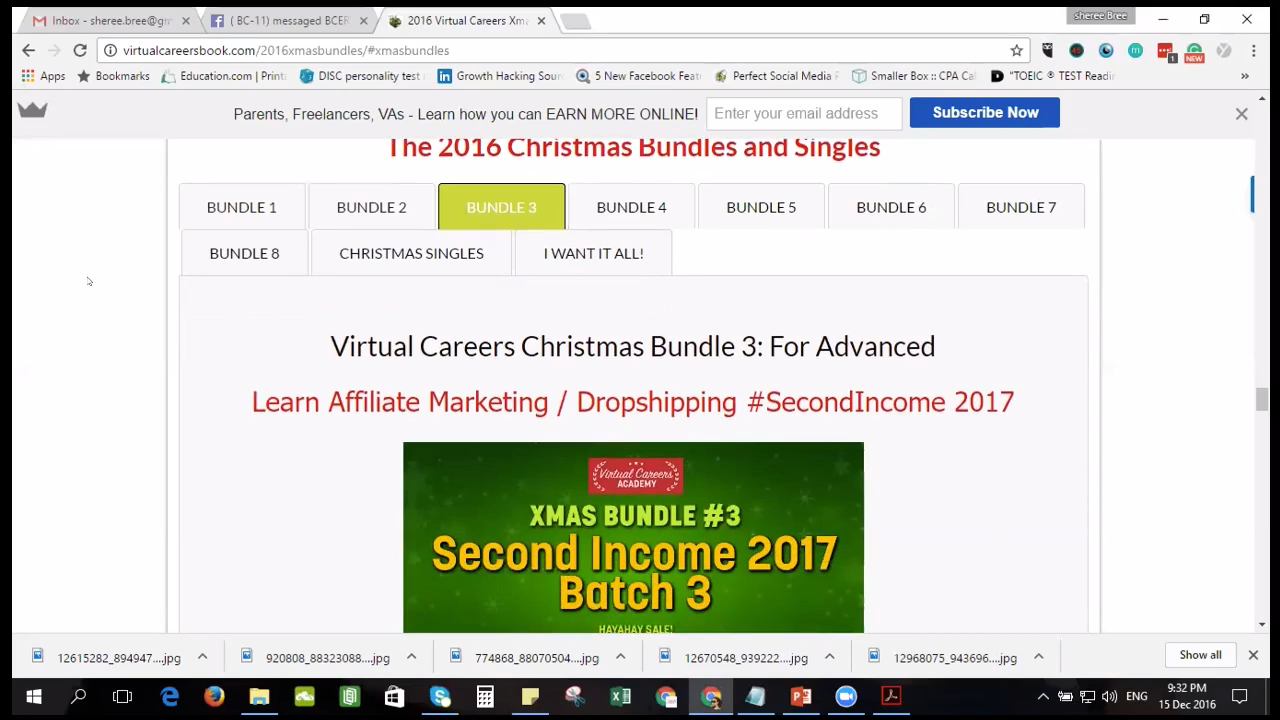 sheree Bree
Inbox - sheree.bree@gm
( BC-11) messaged BCER
2016 Virtual Careers Xma
virtualcareersbook.com/2016xmasbundles/#xmasbundles
Apps
Bookmarks
Education.com | Print
DISC personality test
Growth Hacking Sour
5 New Facebook Feat
Perfect Social Media
Smaller Box :: CPA Cal
"TOEIC ® TEST Readin
»
1
NEW
Parents, Freelancers, VAs - Learn how you can EARN MORE ONLINE!
Enter your email address
Subscribe Now
The 2016 Christmas Bundles and Singles
BUNDLE 1
BUNDLE 2
BUNDLE 3
BUNDLE 4
BUNDLE 5
BUNDLE 6
BUNDLE 7
BUNDLE 8
CHRISTMAS SINGLES
I WANT IT ALL!
Virtual Careers Christmas Bundle 3: For Advanced
Learn Affiliate Marketing / Dropshipping #SecondIncome 2017
Virtual Careers
ACADEMY
XMAS BUNDLE #3
Second Income 2017
Batch 3
HAYAHAY SALE!
12615282_894947....jpg
920808_88323088....jpg
774868_88070504....jpg
12670548_939222....jpg
12968075_943696....jpg
Show all
ENG
9:32 PM
15 Dec 2016